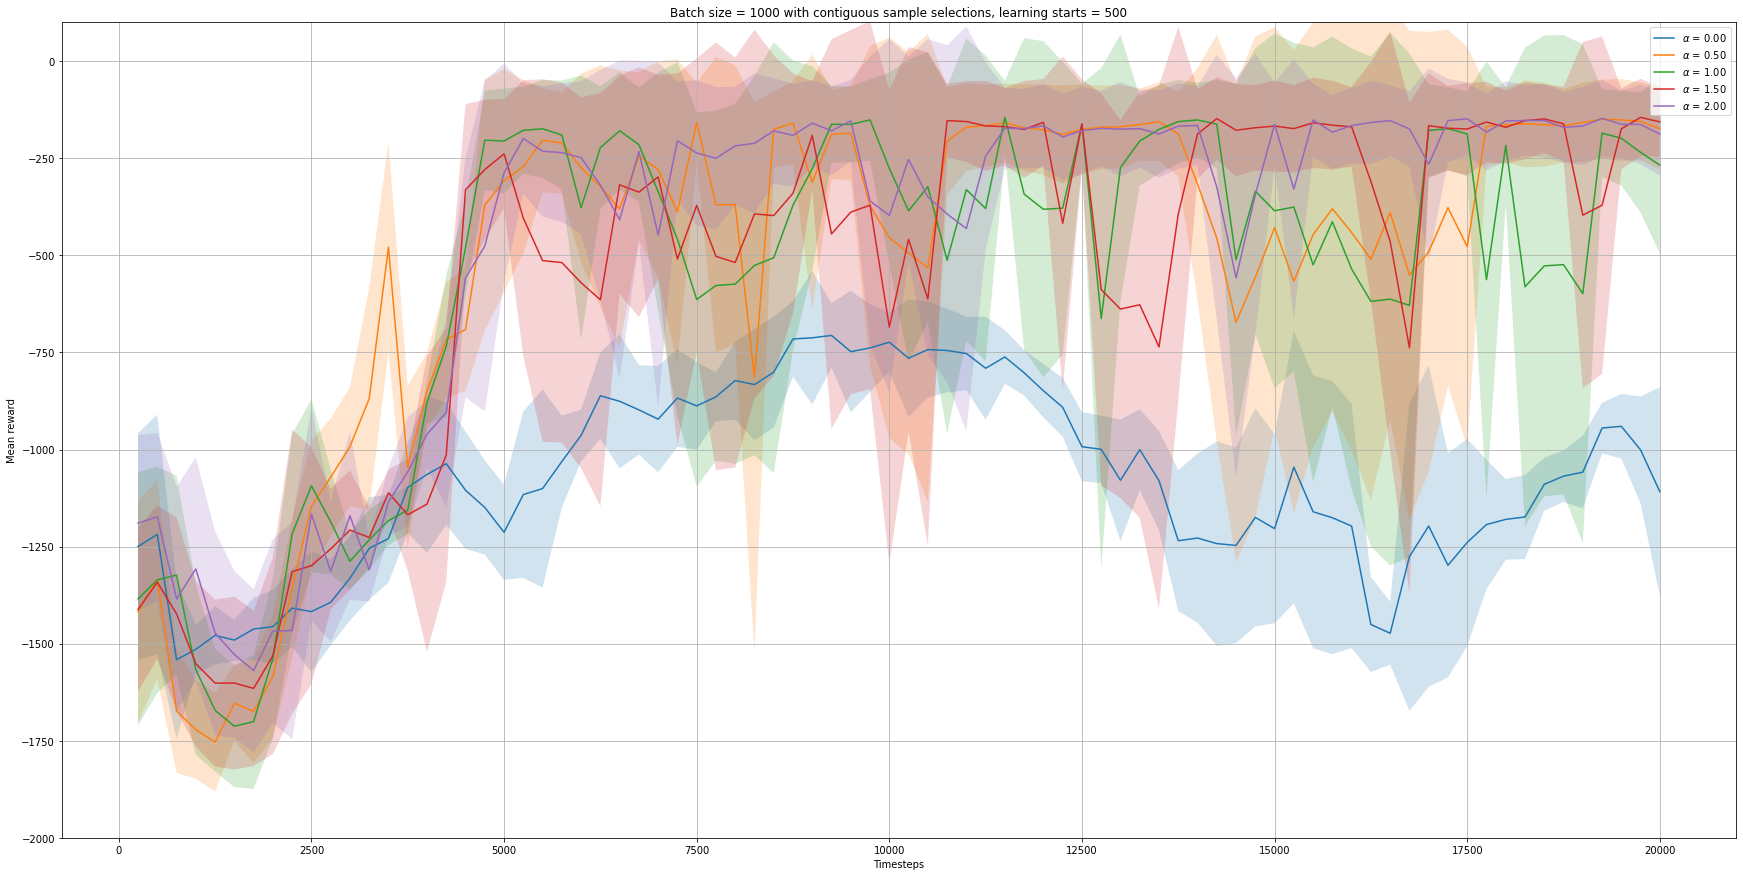 Batch size = 1000 with contiguous sample selections, learning starts = 500
α = 0.00
α = 0.50
α = 1.00
α = 1.50
α = 2.00
0
−250
−500
−750
−1000
−1250
−1500
−1750
−2000
Mean reward
0 2500 5000 7500 10000 12500 15000 17500 20000
Timesteps